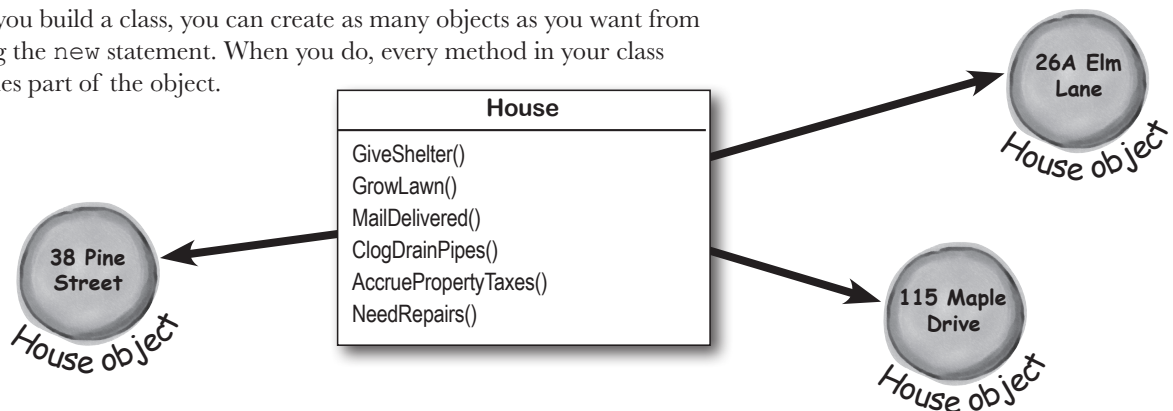 you build a class, you can create as many objects as you want from
the new statement. When you do, every method in your class
part of the object.
House
GiveShelter()
GrowLawn()
MailDelivered()
ClogDrainPipes()
AccruePropertyTaxes()
NeedRepairs()
26A Elm
Lane
House object
38 Pine
Street
House object
115 Maple
Drive
House object